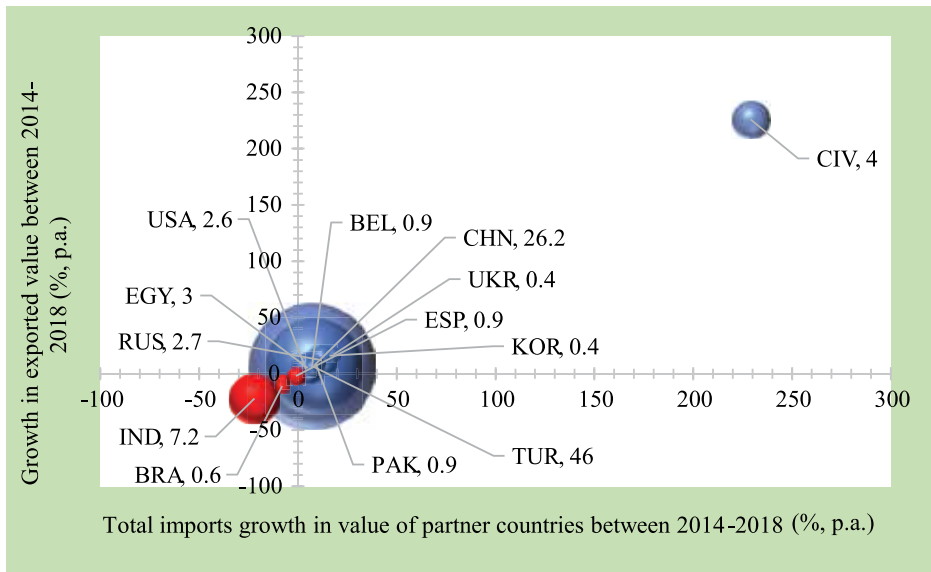 Growth in exported value between 2014-
2018 (%, p.a.)
300
250
200
150
100
50
0
-50
-100
-100
-50
0
50
100
150
200
250
300
CIV, 4
USA, 2.6
BEL, 0.9
CHN, 26.2
UKR, 0.4
EGY, 3
ESP, 0.9
RUS, 2.7
KOR, 0.4
IND, 7.2
BRA, 0.6
PAK, 0.9
TUR, 46
Total imports growth in value of partner countries between 2014-2018 (%, p.a.)